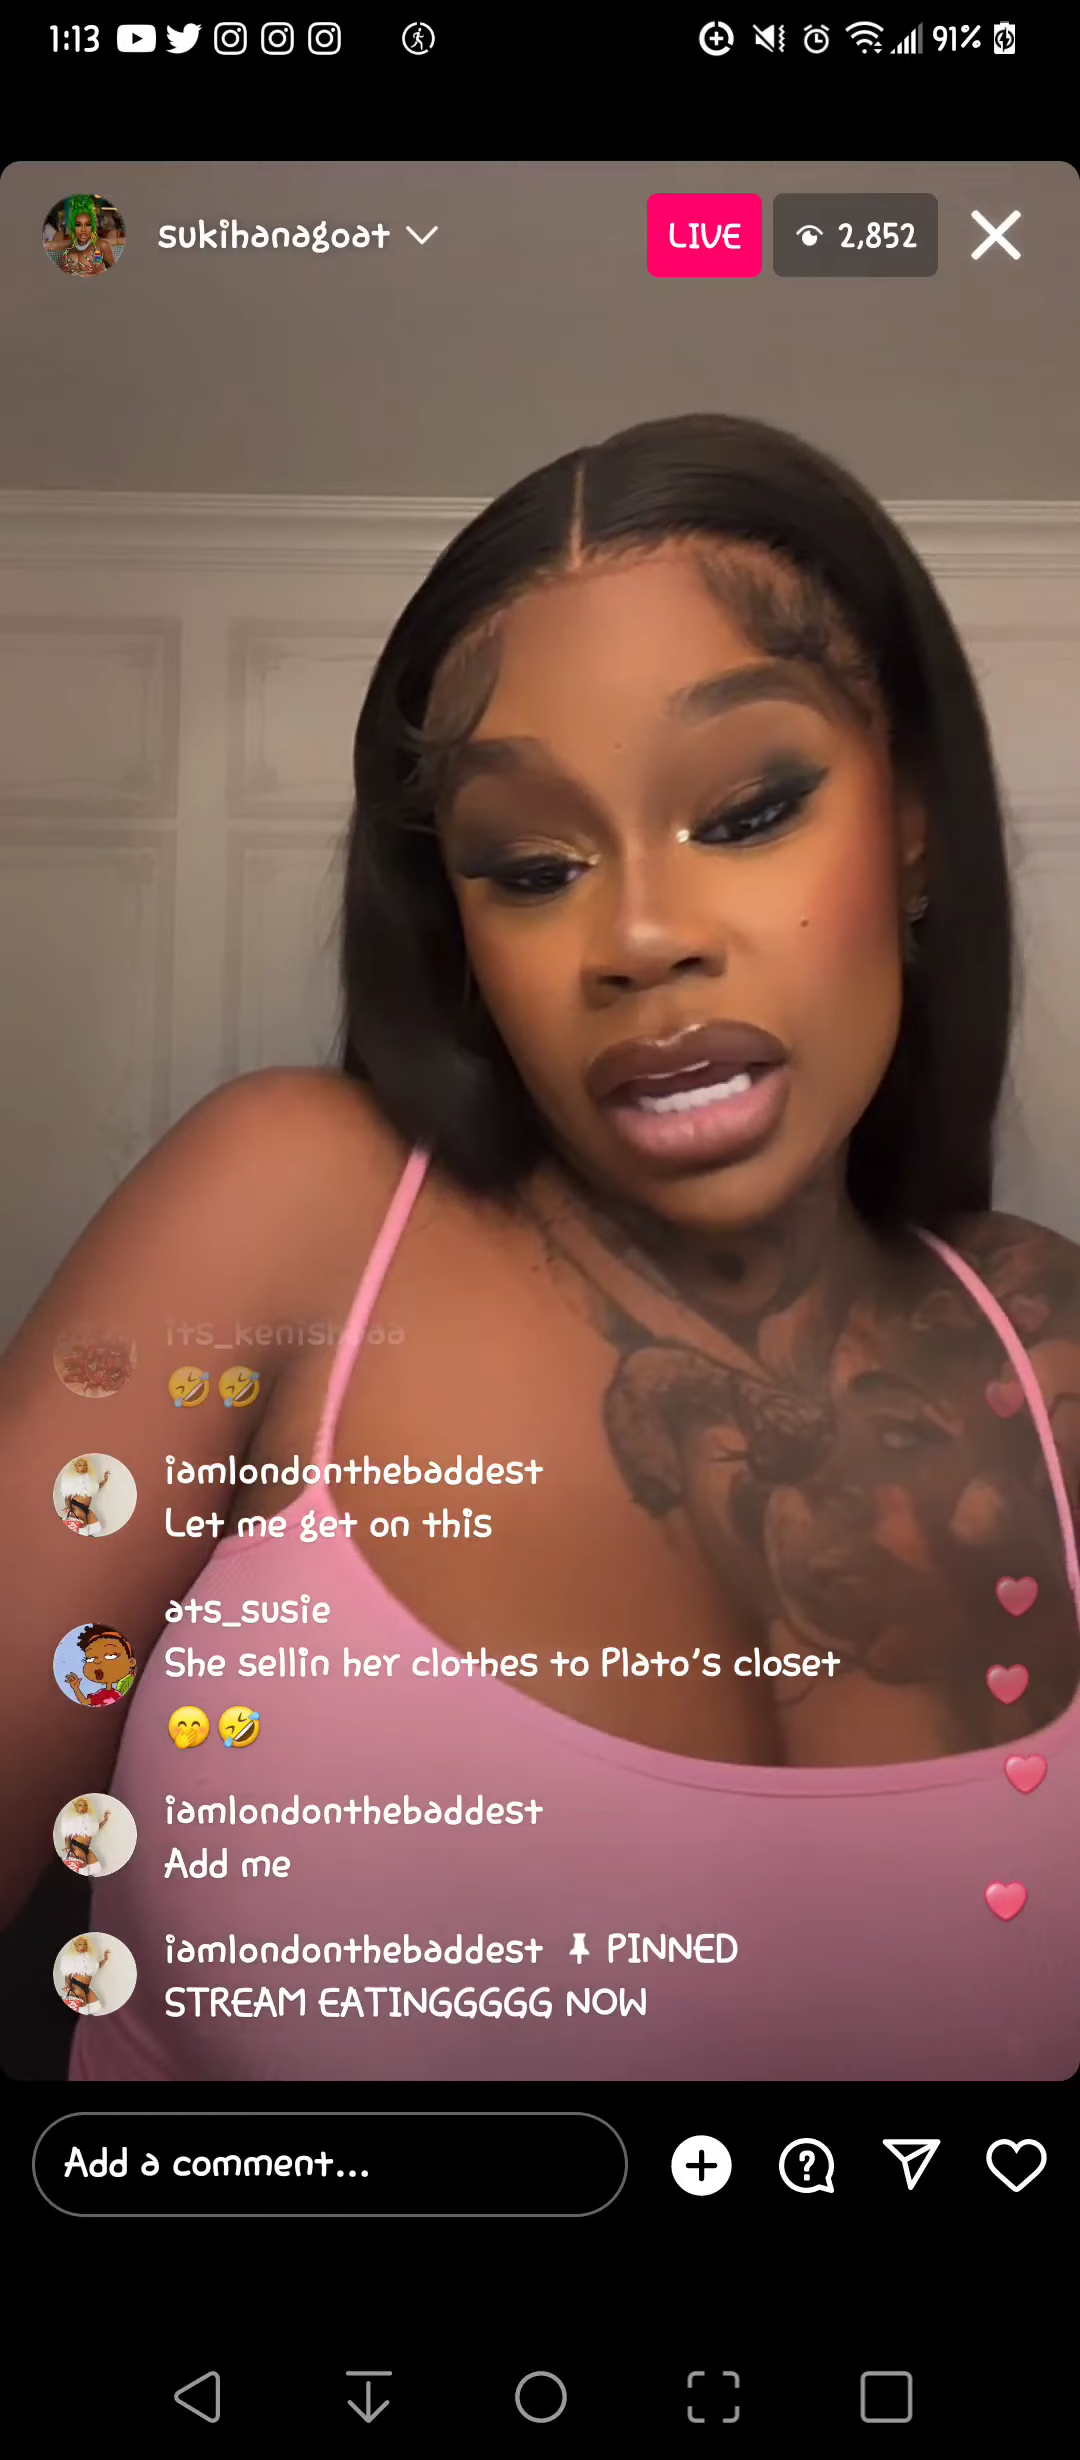 1:13
91%
sukihanagoat
LIVE
2,852
🤣🤣
iamlondonthebaddest
Let me get on this
ats_susie
She sellin her clothes to Plato's closet
🤭🤣
iamlondonthebaddest
Add me
iamlondonthebaddest PINNED
STREAM EATINGGGGG NOW
Add a comment...